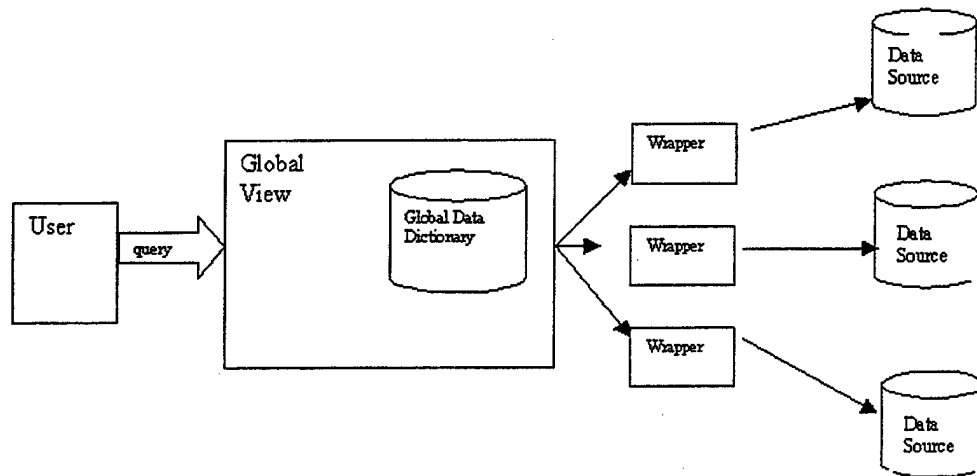 User
query
Global
View
Global Data
Dictionary
Wrapper
Wrapper
Wrapper
Data
Source
Data
Source
Data
Source